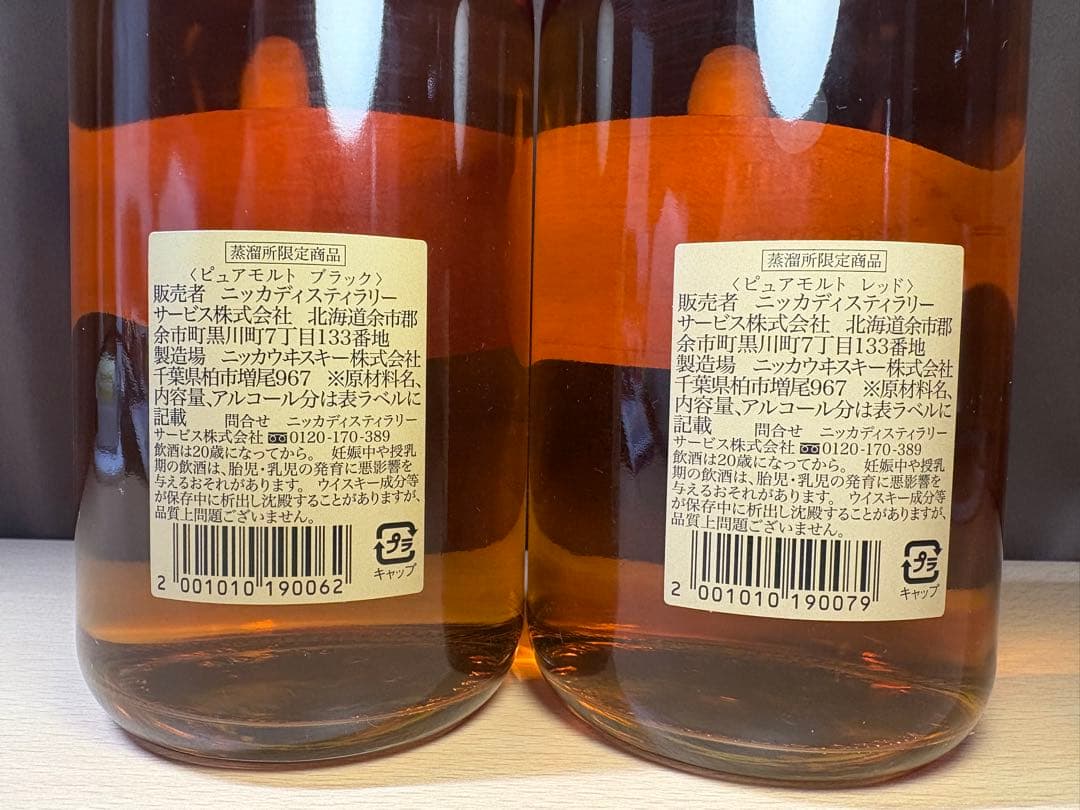 蒸溜所限定商品
〈ピュアモルト ブラック〉
販売者 ニッカディスティラリー
サービス株式会社 北海道余市郡
余市町黒川町7丁目133番地
製造場 ニッカウヰスキー株式会社
千葉県柏市増尾967 ※原材料名、
内容量、アルコール分は表ラベルに
記載 問合せ ニッカディスティラリー
サービス株式会社 0120-170-389
飲酒は20歳になってから。 妊娠中や授乳
期の飲酒は、胎児・乳児の発育に悪影響を
与えるおそれがあります。 ウイスキー成分等
が保存中に析出し沈殿することがありますが、
品質上問題ございません。
2 001010 190062
プラ
キャップ
蒸溜所限定商品
〈ピュアモルト レッド〉
販売者 ニッカディスティラリー
サービス株式会社 北海道余市郡
余市町黒川町7丁目133番地
製造場 ニッカウヰスキー株式会社
千葉県柏市増尾967 ※原材料名、
内容量、アルコール分は表ラベルに
記載 問合せ ニッカディスティラリー
サービス株式会社 0120-170-389
飲酒は20歳になってから。 妊娠中や授乳
期の飲酒は、胎児・乳児の発育に悪影響を
与えるおそれがあります。 ウイスキー成分等
が保存中に析出し沈殿することがありますが、
品質上問題ございません。
2 001010 190079
プラ
キャップ